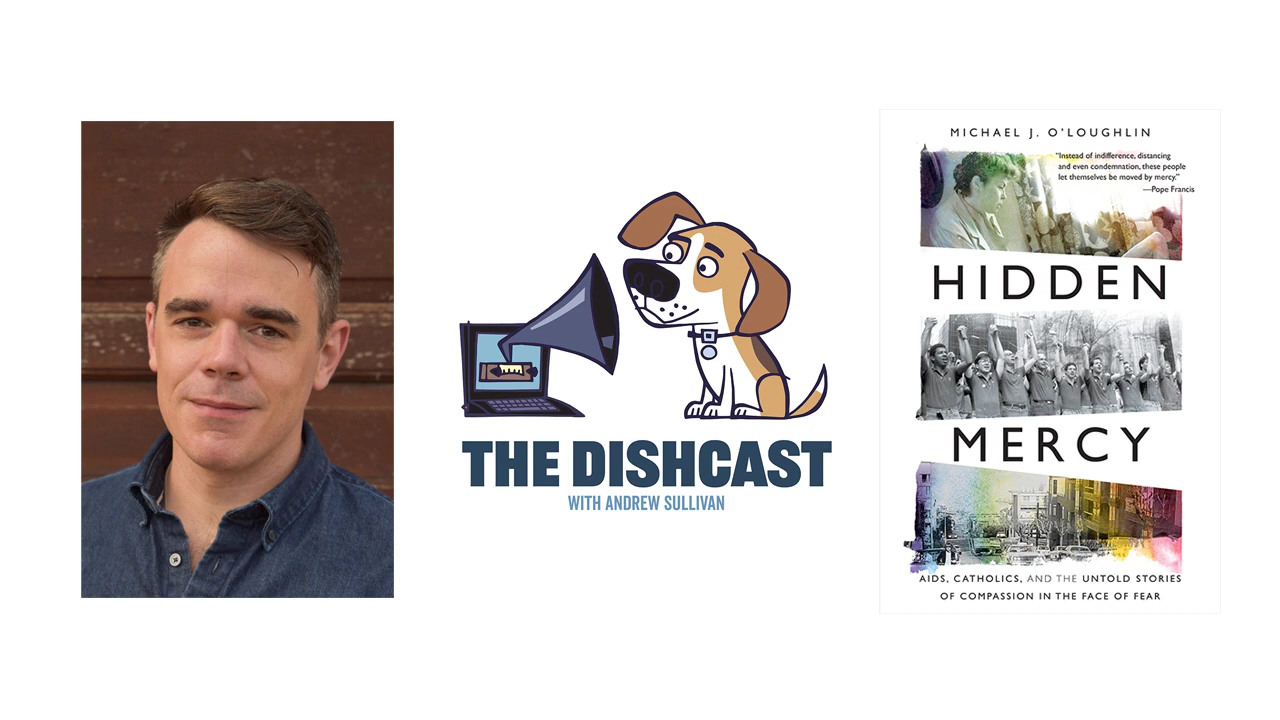 THE DISHCAST
WITH ANDREW SULLIVAN
MICHAEL J. O'LOUGHLIN
"Instead of indifference, distancing
and even condemnation, these people
let themselves be moved by mercy."
—Pope Francis
HIDDEN
MERCY
AIDS, CATHOLICS, AND THE UNTOLD STORIES
OF COMPASSION IN THE FACE OF FEAR